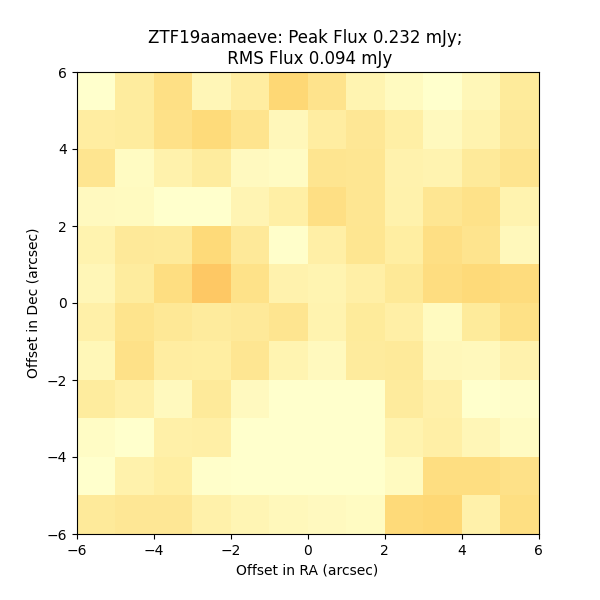 ZTF19aamaeve: Peak Flux 0.232 mJy;
RMS Flux 0.094 mJy
6
4
2
0
−2
−4
−6
Offset in Dec (arcsec)
−6 −4 −2 0 2 4 6
Offset in RA (arcsec)